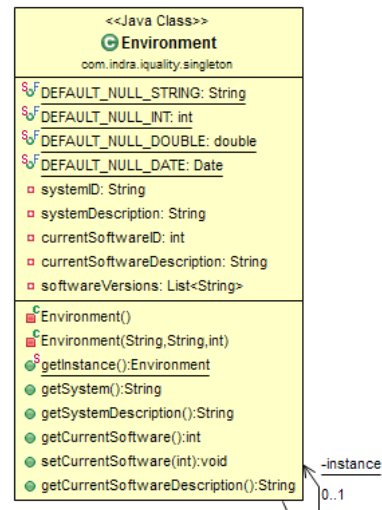 <<Java Class>>
Environment
com.indra.iquality.singleton
DEFAULT_NULL_STRING: String
DEFAULT_NULL_INT: int
DEFAULT_NULL_DOUBLE: double
DEFAULT_NULL_DATE: Date
systemID: String
systemDescription: String
currentSoftwareID: int
currentSoftwareDescription: String
softwareVersions: List<String>
Environment()
Environment(String,String,int)
getInstance():Environment
getSystem():String
getSystemDescription():String
getCurrentSoftware():int
setCurrentSoftware(int):void
getCurrentSoftwareDescription():String
-instance
0..1